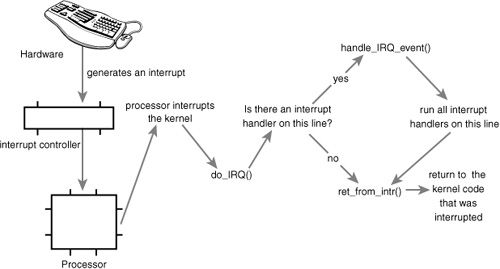 Hardware
generates an interrupt
interrupt controller
Processor
processor interrupts
the kernel
do_IRQ()
Is there an interrupt
handler on this line?
yes
no
handle_IRQ_event()
run all interrupt
handlers on this line
ret_from_intr()
return to the
kernel code
that was
interrupted